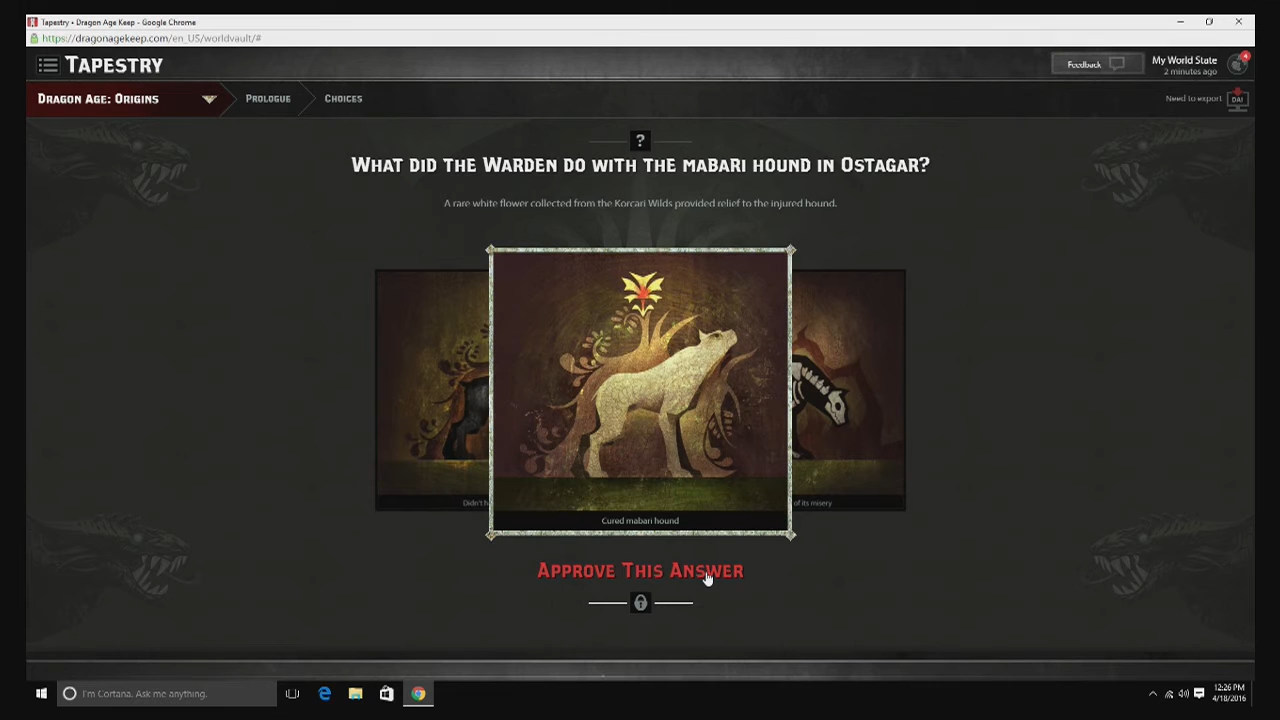 Tapestry • Dragon Age Keep - Google Chrome
https://dragonagekeep.com/en_US/worldvault/#
TAPESTRY
Feedback
My World State
2 minutes ago
4
DRAGON AGE: ORIGINS
PROLOGUE
CHOICES
Need to export
DAI
?
WHAT DID THE WARDEN DO WITH THE MABARI HOUND IN OSTAGAR?
A rare white flower collected from the Korcari Wilds provided relief to the injured hound.
Didn't h
of its misery
Cured mabari hound
APPROVE THIS ANSWER
I'm Cortana. Ask me anything.
12:26 PM
4/18/2016